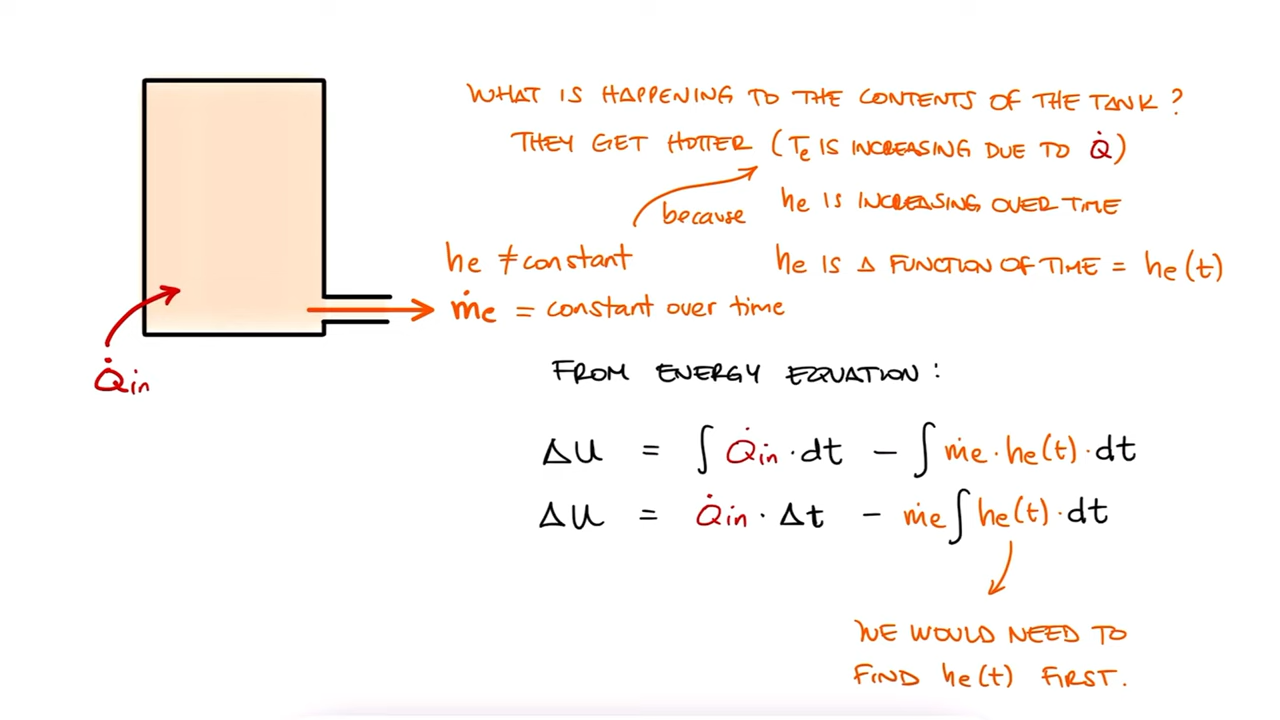 WHAT IS HAPPENING TO THE CONTENTS OF THE TANK?
THEY GET HOTTER (Te IS INCREASING DUE TO Q̇)
because
he IS INCREASING OVER TIME
he ≠ constant
he IS A FUNCTION OF TIME = he(t)
ṁe = constant over time
Q̇in
FROM ENERGY EQUATION:
ΔU = ∫ Q̇in · dt − ∫ ṁe · he(t) · dt
ΔU = Q̇in · Δt − ṁe ∫ he(t) · dt
WE WOULD NEED TO
FIND he(t) FIRST.